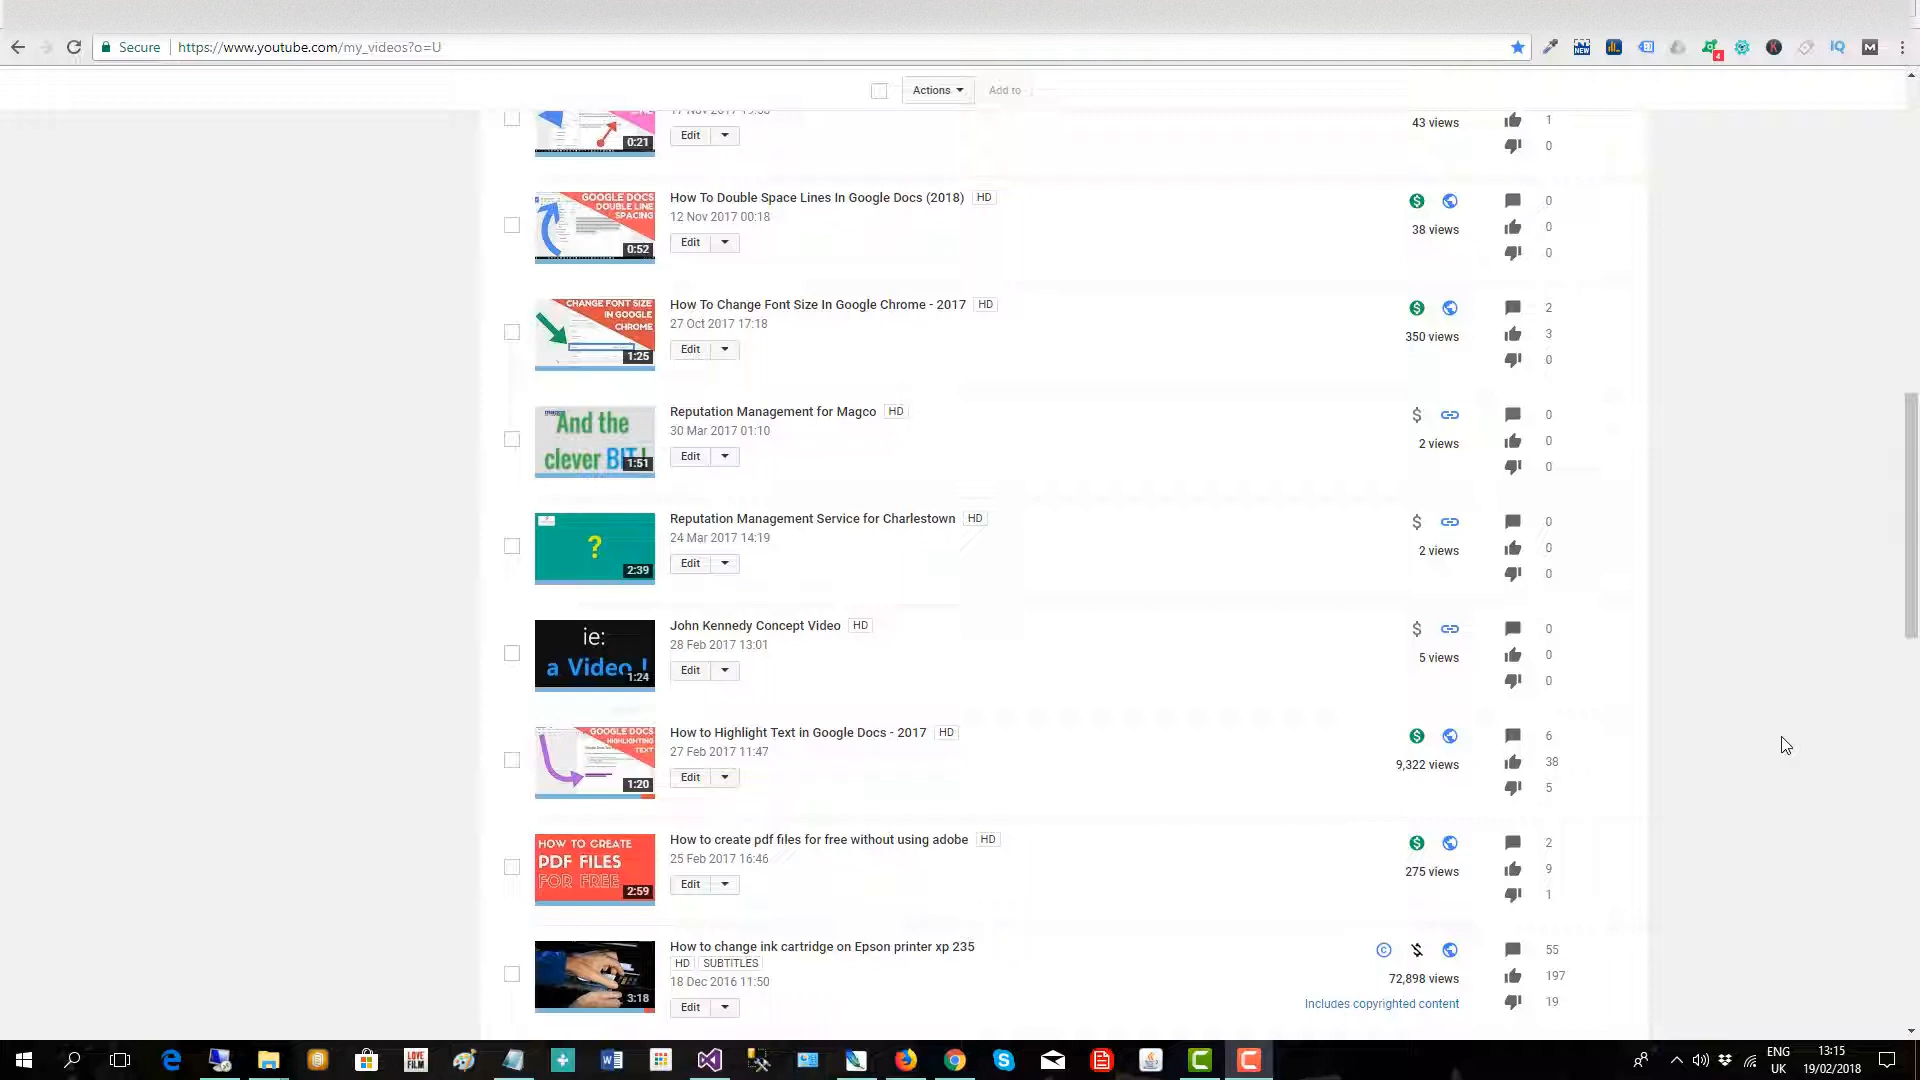 Secure
https://www.youtube.com/my_videos?o=U
NEW
4
K
IQ
M
Actions
Add to
0:21
Edit
43 views
1
0
GOOGLE DOCS
DOUBLE LINE
SPACING
0:52
How To Double Space Lines In Google Docs (2018) HD
12 Nov 2017 00:18
Edit
38 views
0
0
0
CHANGE FONT SIZE
IN GOOGLE
CHROME
1:25
How To Change Font Size In Google Chrome - 2017 HD
27 Oct 2017 17:18
Edit
350 views
2
3
0
And the
clever BIT!
1:51
Reputation Management for Magco HD
30 Mar 2017 01:10
Edit
2 views
0
0
0
?
2:39
Reputation Management Service for Charlestown HD
24 Mar 2017 14:19
Edit
2 views
0
0
0
ie:
a Video !
1:24
John Kennedy Concept Video HD
28 Feb 2017 13:01
Edit
5 views
0
0
0
GOOGLE DOCS
HIGHLIGHTING
TEXT
1:20
How to Highlight Text in Google Docs - 2017 HD
27 Feb 2017 11:47
Edit
9,322 views
6
38
5
HOW TO CREATE
PDF FILES
FOR FREE
2:59
How to create pdf files for free without using adobe HD
25 Feb 2017 16:46
Edit
275 views
2
9
1
3:18
How to change ink cartridge on Epson printer xp 235
HD SUBTITLES
18 Dec 2016 11:50
Edit
72,898 views
Includes copyrighted content
55
197
19
LOVE
FILM
ENG
UK
13:15
19/02/2018